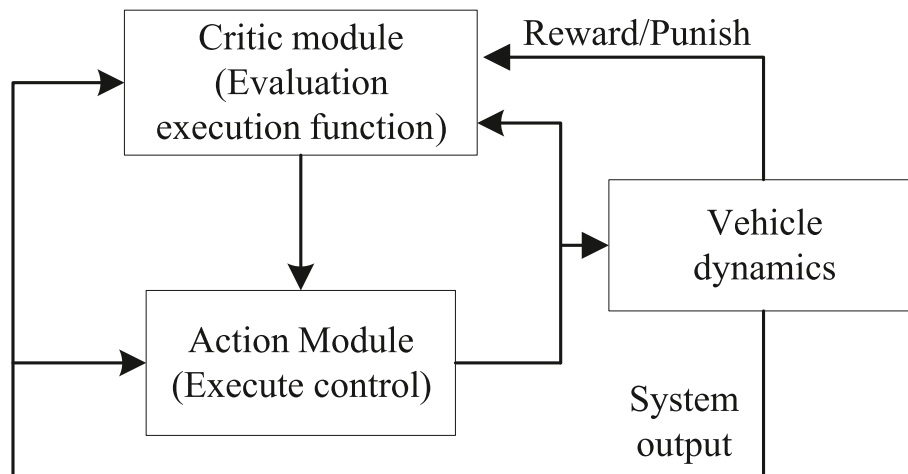 Critic module
(Evaluation
execution function)
Reward/Punish
Vehicle
dynamics
Action Module
(Execute control)
System
output